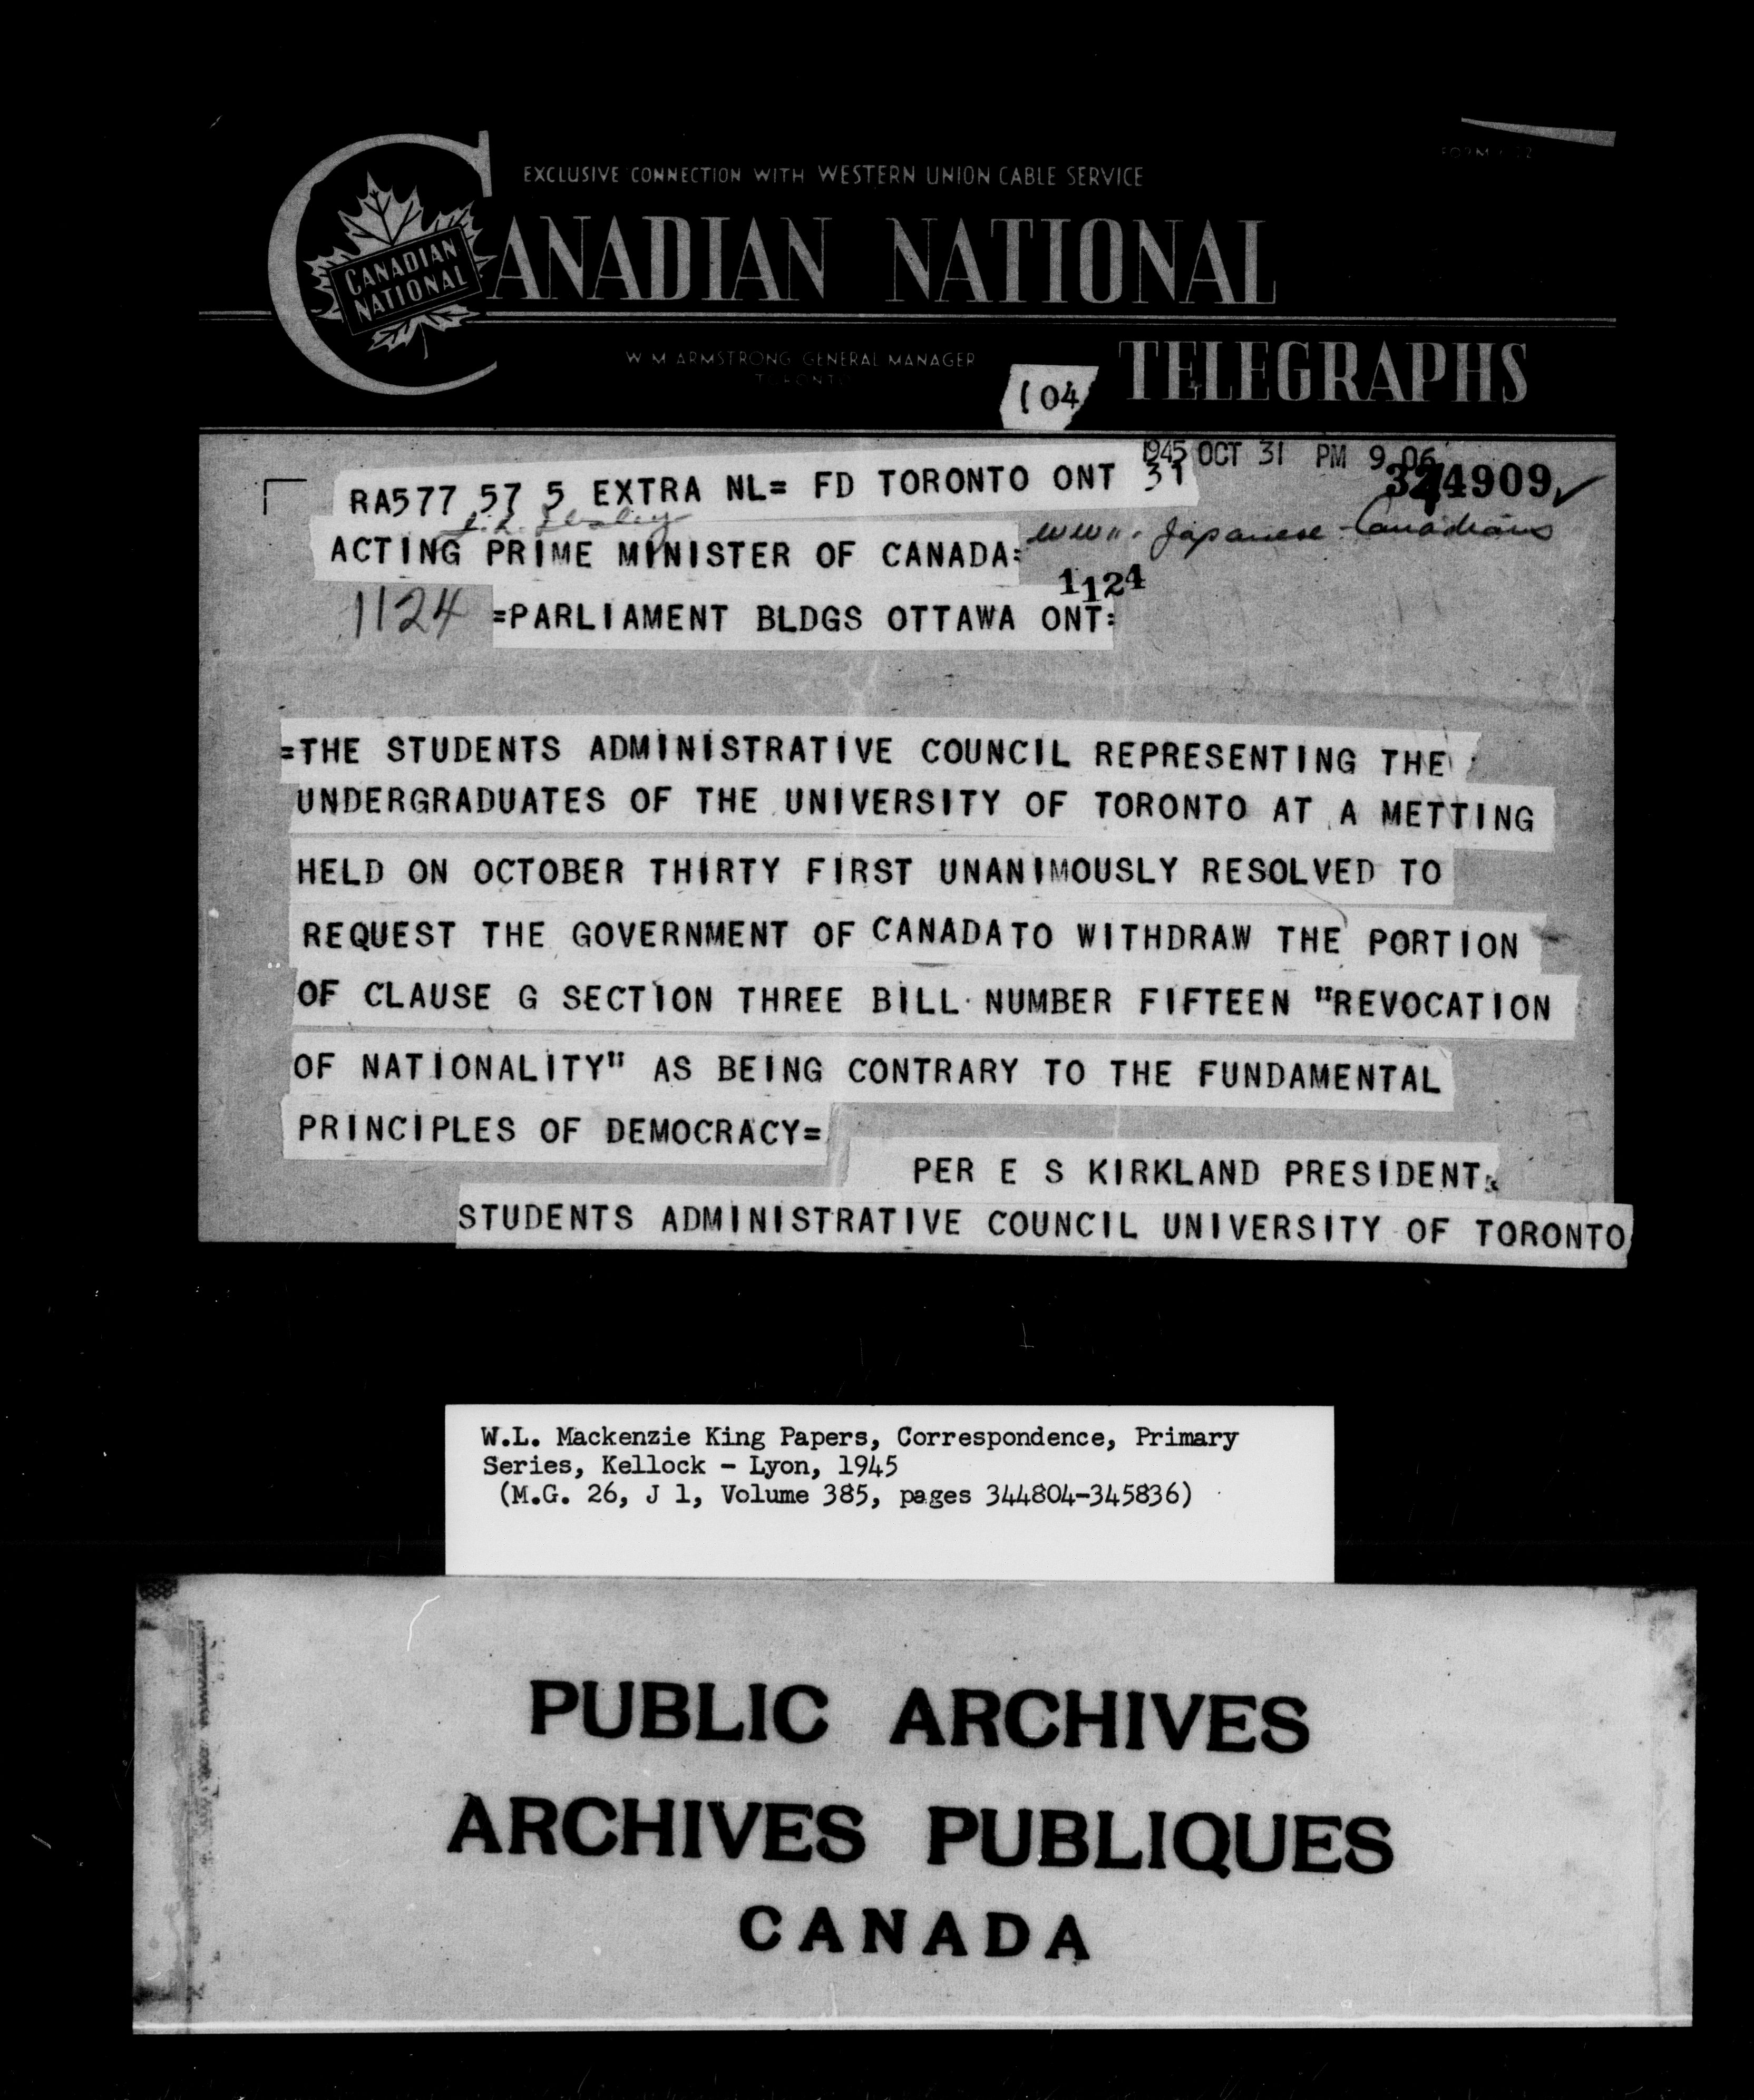 FORM
EXCLUSIVE CONNECTION WITH WESTERN UNION CABLE SERVICE
CANADIAN NATIONAL
CANADIAN
NATIONAL
TELEGRAPHS
W M ARMSTRONG GENERAL MANAGER
TORONTO
104
1945 OCT 31 PM 9 06
RA577 57 5 EXTRA NL= FD TORONTO ONT 31
344909
J. L. Ilsley
ACTING PRIME MINISTER OF CANADA=
Japanese-Canadians
1124
1124 =PARLIAMENT BLDGS OTTAWA ONT=
=THE STUDENTS ADMINISTRATIVE COUNCIL REPRESENTING THE
UNDERGRADUATES OF THE UNIVERSITY OF TORONTO AT A METTING
HELD ON OCTOBER THIRTY FIRST UNANIMOUSLY RESOLVED TO
REQUEST THE GOVERNMENT OF CANADA TO WITHDRAW THE PORTION
OF CLAUSE G SECTION THREE BILL NUMBER FIFTEEN "REVOCATION
OF NATIONALITY" AS BEING CONTRARY TO THE FUNDAMENTAL
PRINCIPLES OF DEMOCRACY=
PER E S KIRKLAND PRESIDENT
STUDENTS ADMINISTRATIVE COUNCIL UNIVERSITY OF TORONTO
W.L. Mackenzie King Papers, Correspondence, Primary
Series, Kellock - Lyon, 1945
(M.G. 26, J 1, Volume 385, pages 344804-345836)
PUBLIC ARCHIVES
ARCHIVES PUBLIQUES
CANADA